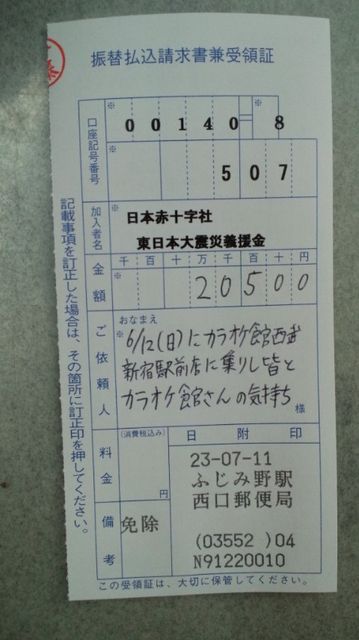 振替払込請求書兼受領証
口座記号番号
※
00140
※
8
※
507
加入者名
※
日本赤十字社
東日本大震災義援金
金額
千百十万千百十円
※
20500
ご依頼人
おなまえ
※
6/12(日)にカラオケ館西武
新宿駅前店に集りし皆と
カラオケ館さんの気持ち
様
料金
(消費税込み)
円
備考
免除
日附印
23-07-11
ふじみ野駅
西口郵便局
(03552 )04
N91220010
記載事項を訂正した場合は、その箇所に訂正印を押してください。
この受領証は、大切に保管してください。